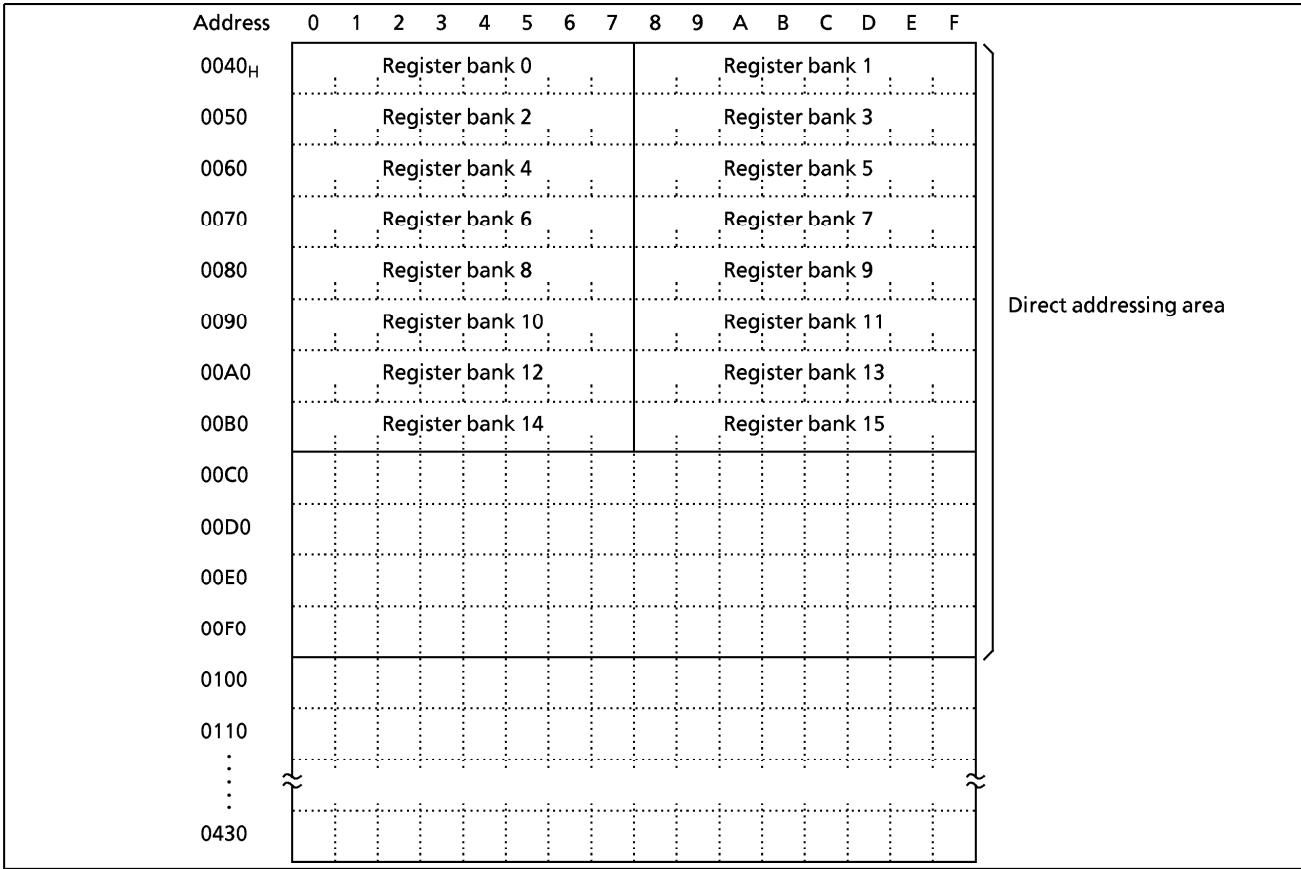 Address 0 1 2 3 4 5 6 7 8 9 A B C D E F
0040H Register bank 0 Register bank 1
0050 Register bank 2 Register bank 3
0060 Register bank 4 Register bank 5
0070 Register bank 6 Register bank 7
0080 Register bank 8 Register bank 9
0090 Register bank 10 Register bank 11
Direct addressing area
00A0 Register bank 12 Register bank 13
00B0 Register bank 14 Register bank 15
00C0
00D0
00E0
00F0
0100
0110
0430